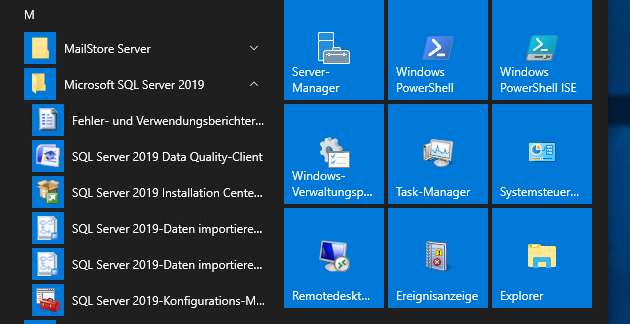 M
MailStore Server
Microsoft SQL Server 2019
Fehler- und Verwendungsberichter...
SQL Server 2019 Data Quality-Client
SQL Server 2019 Installation Cente...
SQL Server 2019-Daten importiere...
SQL Server 2019-Daten importiere...
SQL Server 2019-Konfigurations-M...
Server-
Manager
Windows
PowerShell
Windows
PowerShell ISE
Windows-
Verwaltungsp...
Task-Manager
Systemsteuer...
Remotedeskt...
Ereignisanzeige
Explorer